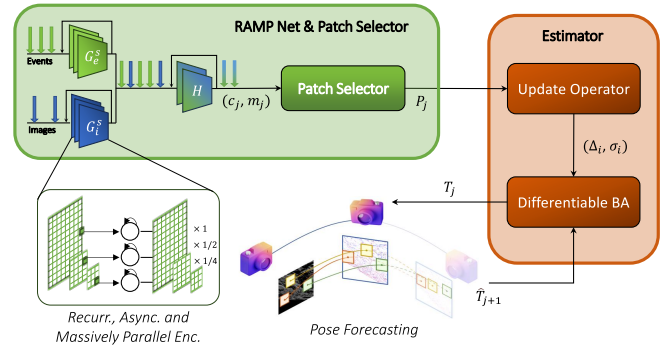 RAMP Net & Patch Selector
Estimator
Events
G_e^s
Images
G_i^s
H
(c_j, m_j)
Patch Selector
P_j
Update Operator
(Δ_i, σ_i)
Differentiable BA
T_j
× 1
× 1/2
× 1/4
T̂_{j+1}
Recurr., Async. and
Massively Parallel Enc.
Pose Forecasting